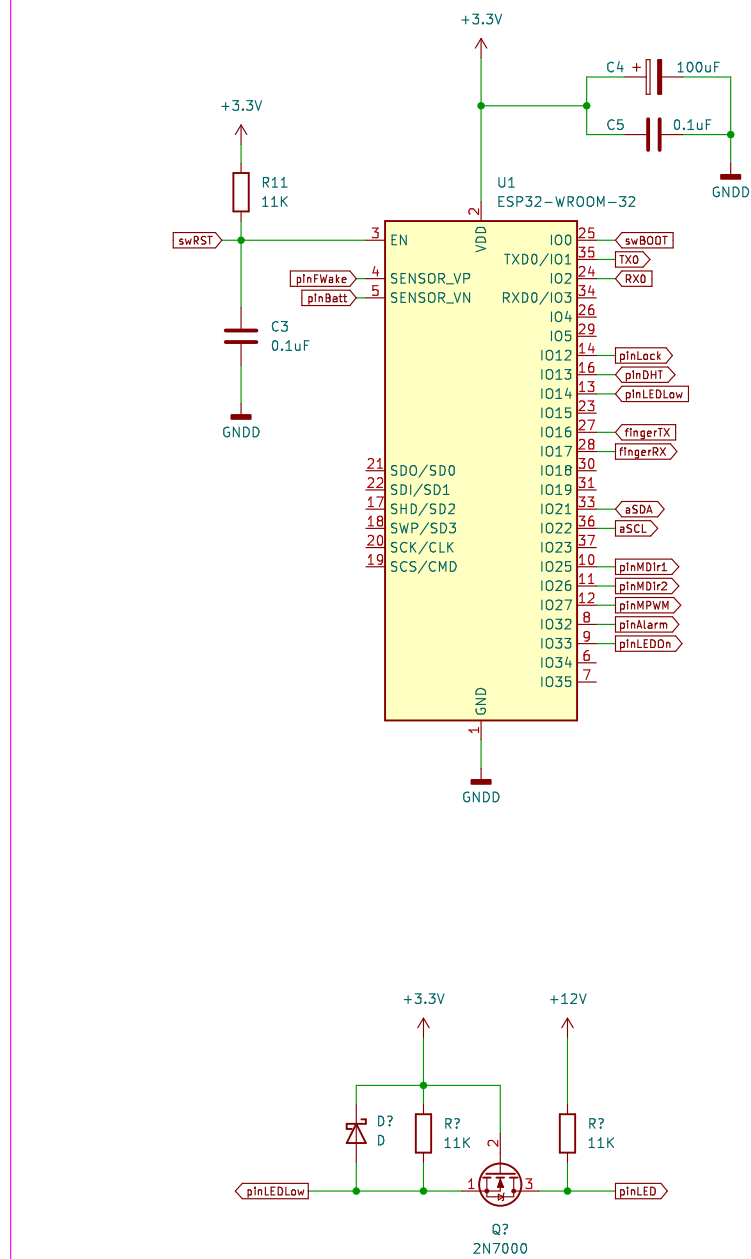 +3.3V
C4
+
100uF
C5
0.1uF
GNDD
+3.3V
R11
11K
swRST
C3
0.1uF
GNDD
U1
ESP32-WROOM-32
2
VDD
3 EN
pinFWake 4 SENSOR_VP
pinBatt 5 SENSOR_VN
21 SDO/SD0
22 SDI/SD1
17 SHD/SD2
18 SWP/SD3
20 SCK/CLK
19 SCS/CMD
IO0 25 swBOOT
TXD0/IO1 35 TX0
IO2 24 RX0
RXD0/IO3 34
IO4 26
IO5 29
IO12 14 pinLock
IO13 16 pinDHT
IO14 13 pinLEDLow
IO15 23
IO16 27 fingerTX
IO17 28 fingerRX
IO18 30
IO19 31
IO21 33 aSDA
IO22 36 aSCL
IO23 37
IO25 10 pinMDir1
IO26 11 pinMDir2
IO27 12 pinMPWM
IO32 8 pinAlarm
IO33 9 pinLEDOn
IO34 6
IO35 7
GND
1
GNDD
+3.3V
+12V
D?
D
R?
11K
2
R?
11K
pinLEDLow
1
3
pinLED
Q?
2N7000